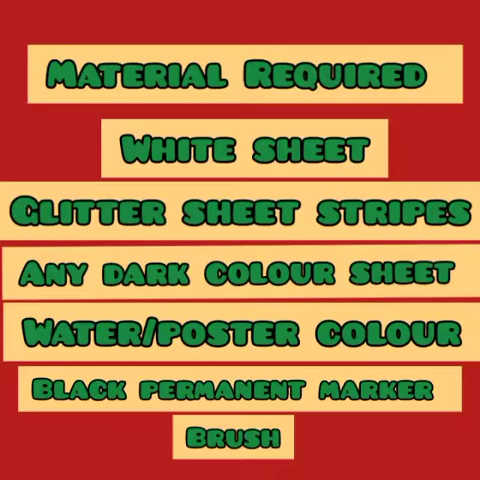 Material Required
White sheet
Glitter sheet stripes
Any dark colour sheet
Water/poster colour
Black permanent marker
Brush